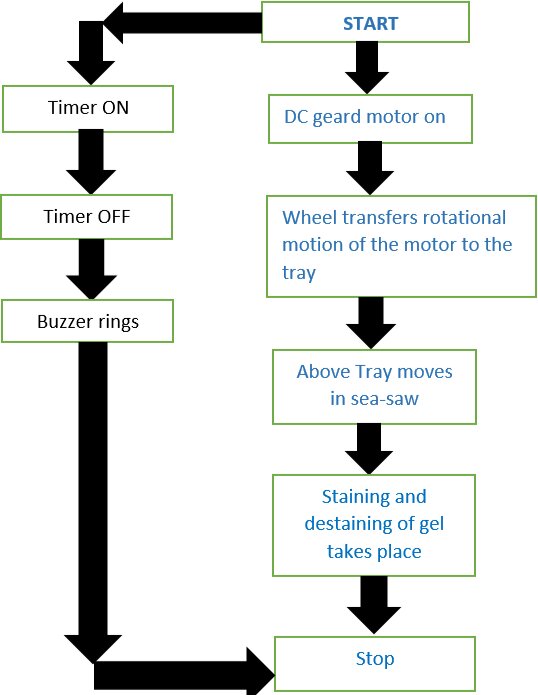 START
Timer ON
DC geard motor on
Timer OFF
Wheel transfers rotational
motion of the motor to the
tray
Buzzer rings
Above Tray moves
in sea-saw
Staining and
destaining of gel
takes place
Stop